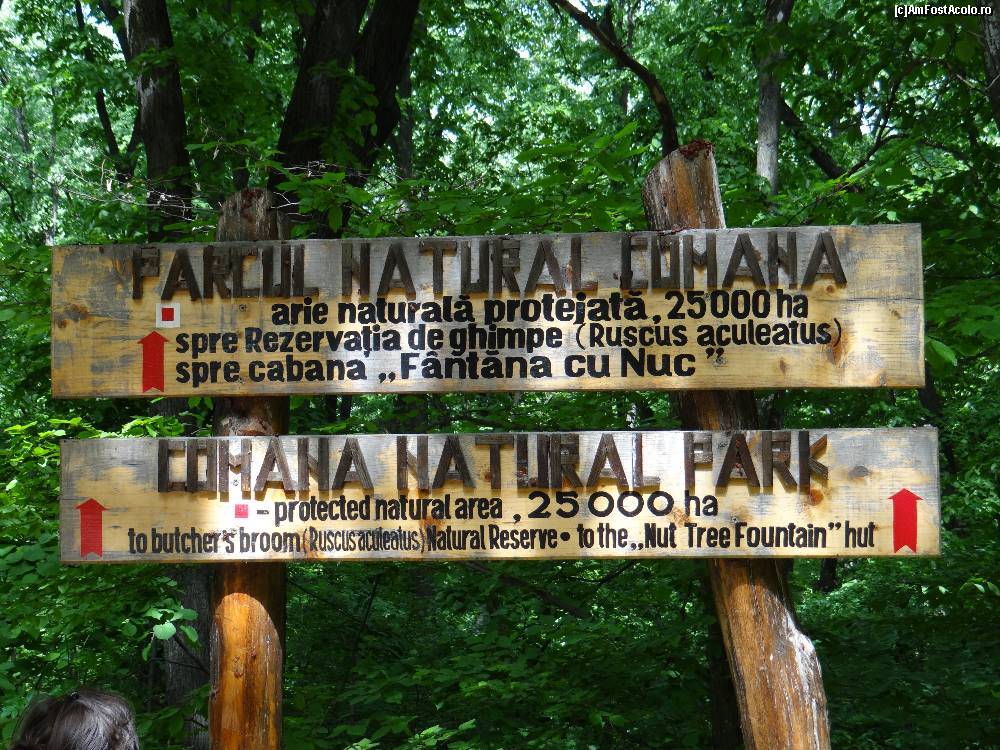 [c]AmFostAcolo.ro
PARCUL NATURAL COMANA
arie naturală protejată, 25000 ha
spre Rezervația de ghimpe (Ruscus aculeatus)
spre cabana „Fântăna cu Nuc”
COMANA NATURAL PARK
- protected natural area , 25000 ha
to butcher's broom (Ruscus aculeatus) Natural Reserve • to the „Nut Tree Fountain” hut